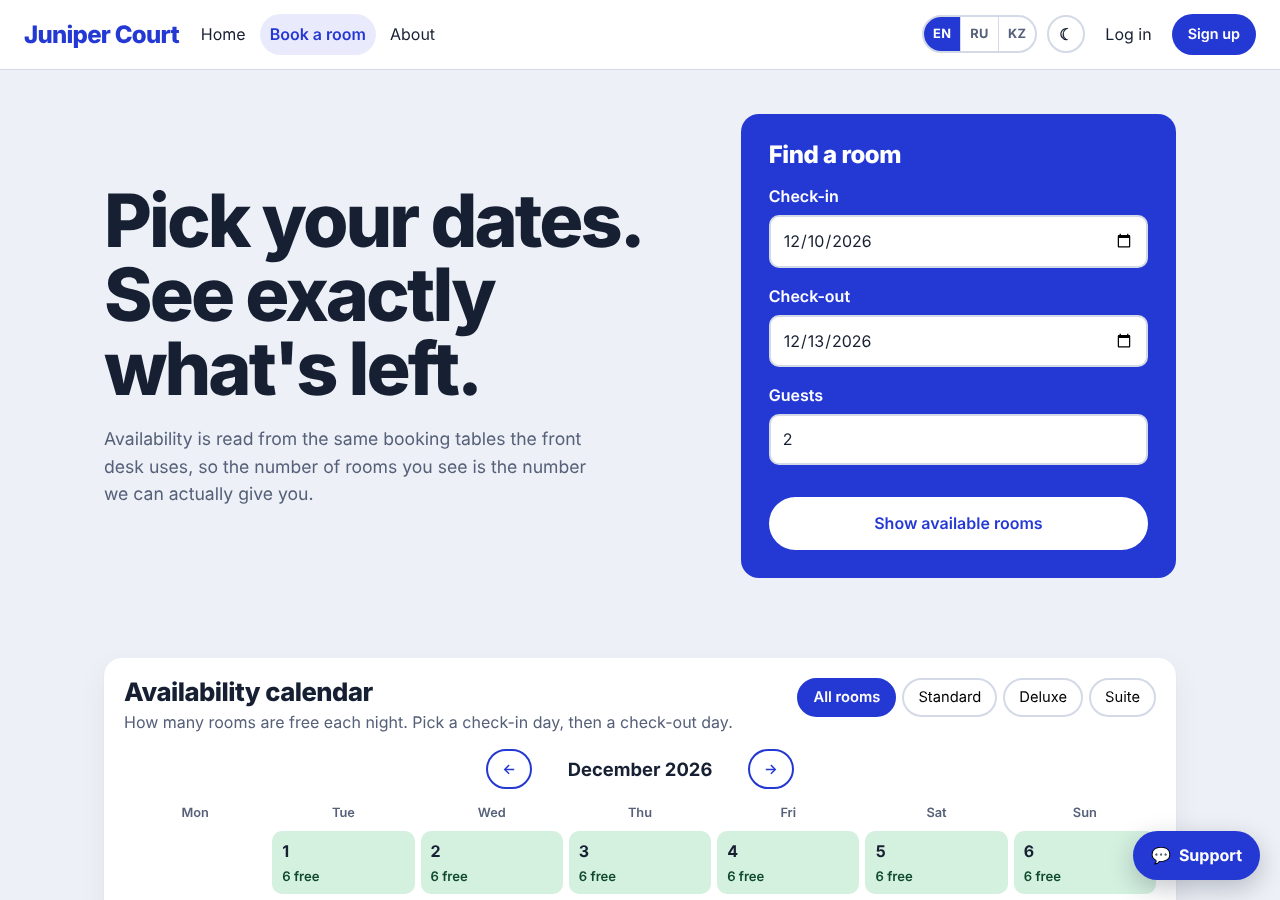 Juniper Court Home Book a room About EN RU KZ ☾ Log in Sign up
Pick your dates.
See exactly
what's left.
Availability is read from the same booking tables the front
desk uses, so the number of rooms you see is the number
we can actually give you.
Find a room
Check-in
12/10/2026
Check-out
12/13/2026
Guests
2
Show available rooms
Availability calendar
How many rooms are free each night. Pick a check-in day, then a check-out day.
All rooms Standard Deluxe Suite
← December 2026 →
Mon Tue Wed Thu Fri Sat Sun
1 2 3 4 5 6
6 free 6 free 6 free 6 free 6 free 6 free
💬 Support